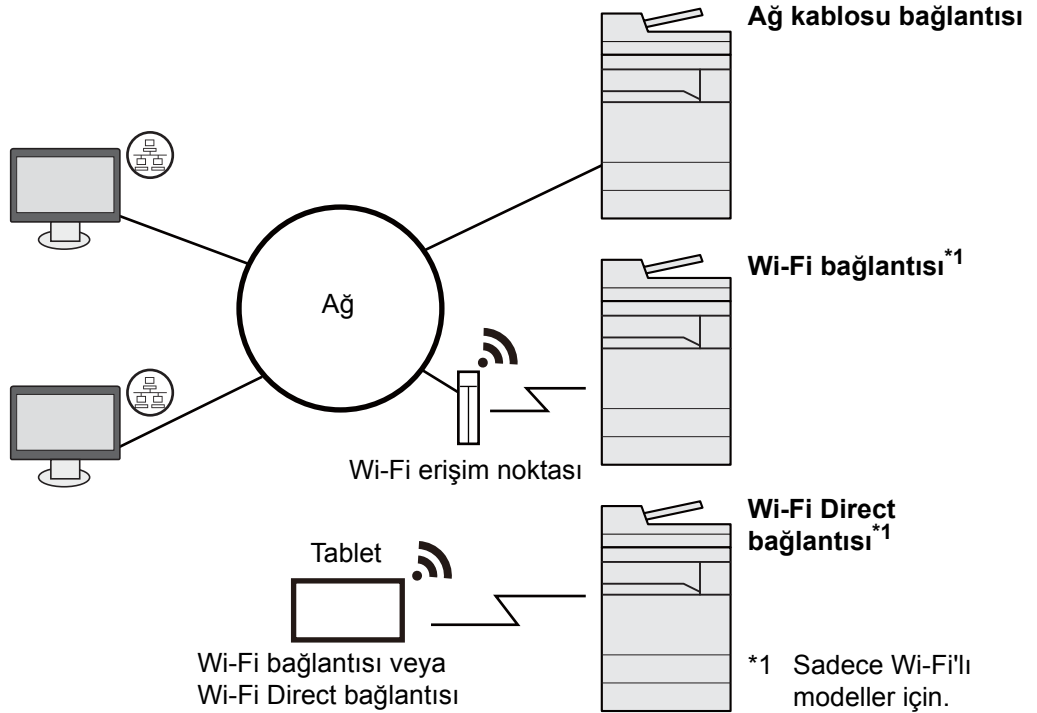 Ağ kablosu bağlantısı
Ağ
Wi-Fi bağlantısı*1
Wi-Fi erişim noktası
Wi-Fi Direct
bağlantısı*1
Tablet
Wi-Fi bağlantısı veya
Wi-Fi Direct bağlantısı
*1 Sadece Wi-Fi'lı
modeller için.